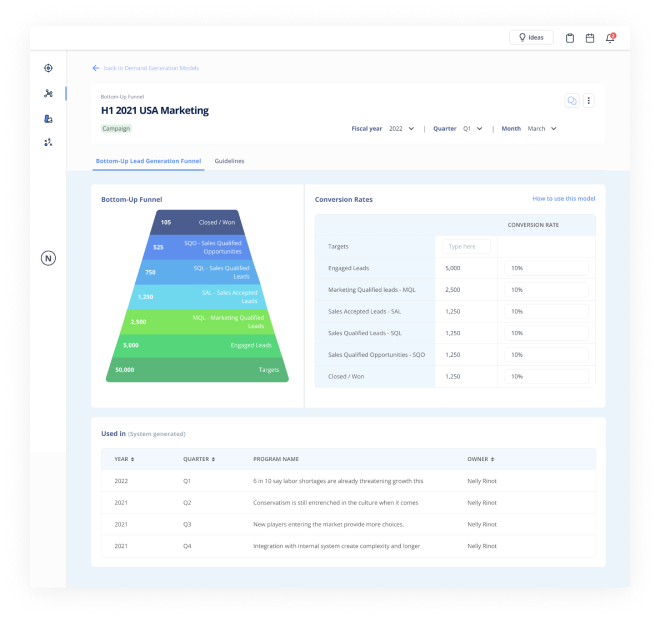 Ideas
back to Demand Generation Models
Bottom-Up Funnel
H1 2021 USA Marketing
Campaign
Fiscal year 2022 | Quarter Q1 | Month March
Bottom-Up Lead Generation Funnel Guidelines
Bottom-Up Funnel
105 Closed / Won
525 SQO - Sales Qualified
Opportunities
750 SQL - Sales Qualified
Leads
1,250 SAL - Sales Accepted
Leads
2,500 MQL - Marketing Qualified
Leads
5,000 Engaged Leads
50,000 Targets
Conversion Rates How to use this model
CONVERSION RATE
Targets Type here
Engaged Leads 5,000 10%
Marketing Qualified leads - MQL 2,500 10%
Sales Accepted Leads - SAL 1,250 10%
Sales Qualified Leads - SQL 1,250 10%
Sales Qualified Opportunities - SQO 1,250 10%
Closed / Won 1,250 10%
N
Used in (System generated)
YEAR QUARTER PROGRAM NAME OWNER
2022 Q1 6 in 10 say labor shortages are already threatening growth this Nelly Rinot
2021 Q2 Conservatism is still entrenched in the culture when it comes Nelly Rinot
2021 Q3 New players entering the market provide more choices. Nelly Rinot
2021 Q4 Integration with internal system create complexity and longer Nelly Rinot